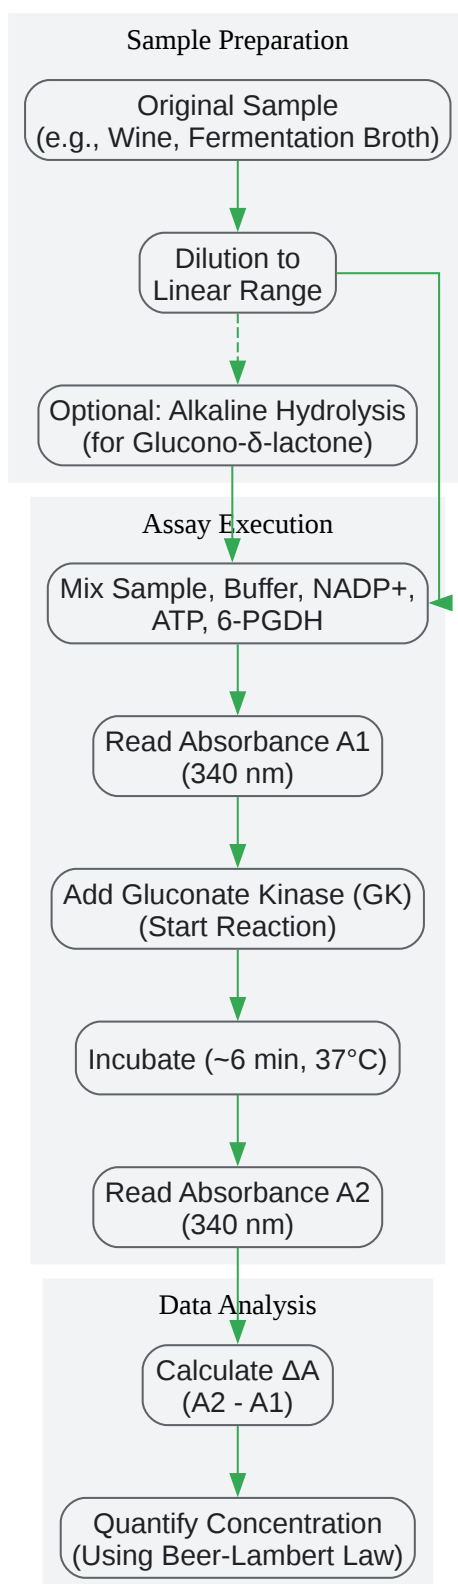 Sample Preparation
Original Sample
(e.g., Wine, Fermentation Broth)
Dilution to
Linear Range
Optional: Alkaline Hydrolysis
(for Glucono-δ-lactone)
Assay Execution
Mix Sample, Buffer, NADP+,
ATP, 6-PGDH
Read Absorbance A1
(340 nm)
Add Gluconate Kinase (GK)
(Start Reaction)
Incubate (~6 min, 37°C)
Read Absorbance A2
(340 nm)
Data Analysis
Calculate ΔA
(A2 - A1)
Quantify Concentration
(Using Beer-Lambert Law)